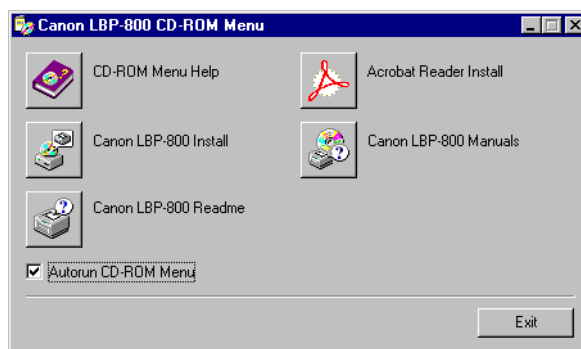 Canon LBP-800 CD-ROM Menu
CD-ROM Menu Help
Acrobat Reader Install
Canon LBP-800 Install
Canon LBP-800 Manuals
Canon LBP-800 Readme
Autorun CD-ROM Menu
Exit